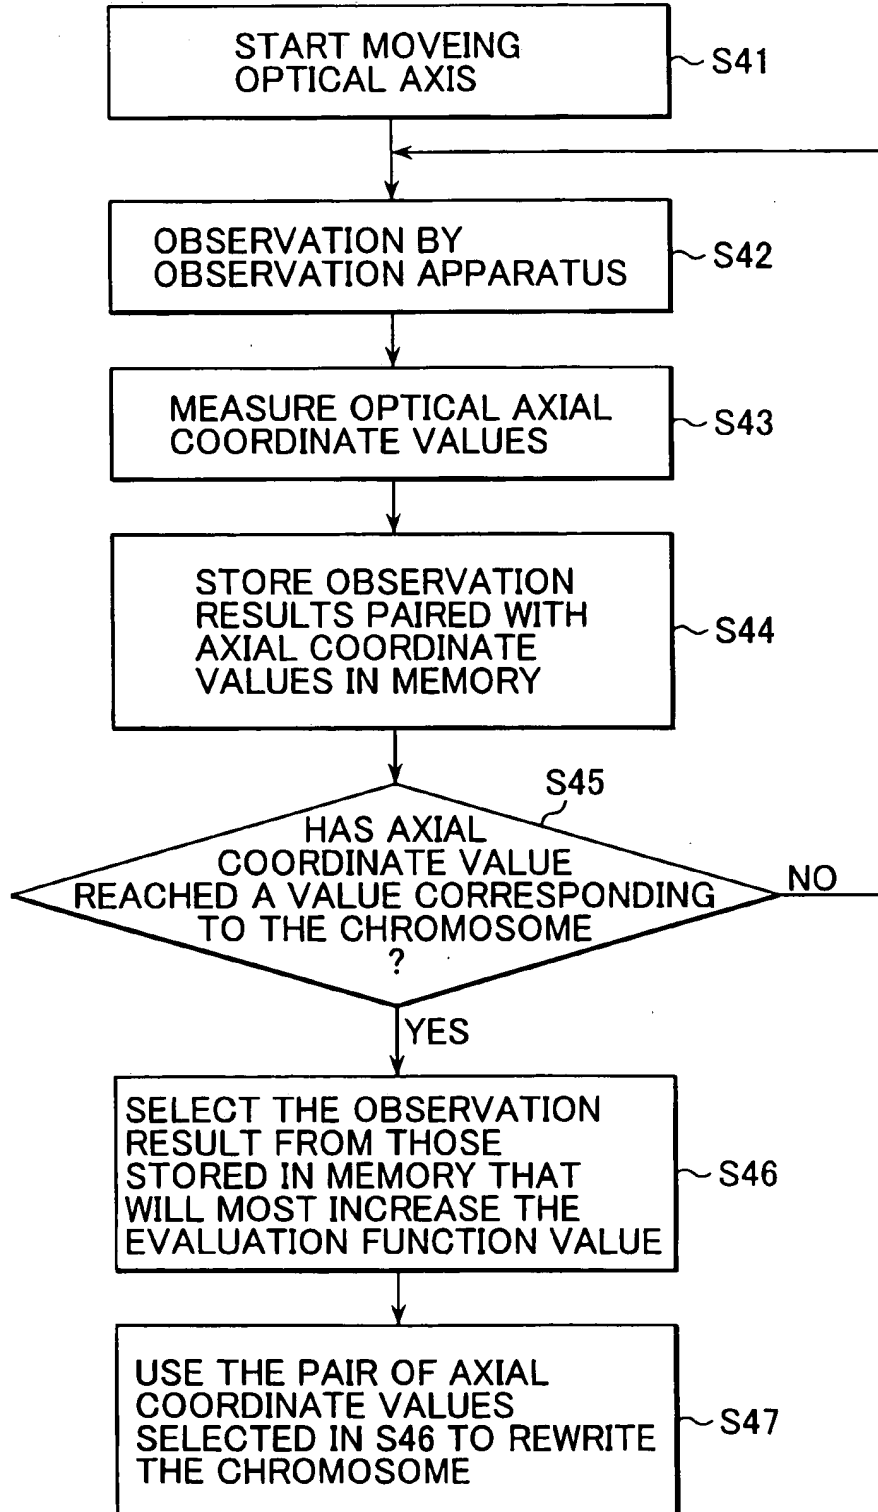 START MOVEING
OPTICAL AXIS
S41
OBSERVATION BY
OBSERVATION APPARATUS
S42
MEASURE OPTICAL AXIAL
COORDINATE VALUES
S43
STORE OBSERVATION
RESULTS PAIRED WITH
AXIAL COORDINATE
VALUES IN MEMORY
S44
S45
HAS AXIAL
COORDINATE VALUE
REACHED A VALUE CORRESPONDING
TO THE CHROMOSOME
?
NO
YES
SELECT THE OBSERVATION
RESULT FROM THOSE
STORED IN MEMORY THAT
WILL MOST INCREASE THE
EVALUATION FUNCTION VALUE
S46
USE THE PAIR OF AXIAL
COORDINATE VALUES
SELECTED IN S46 TO REWRITE
THE CHROMOSOME
S47